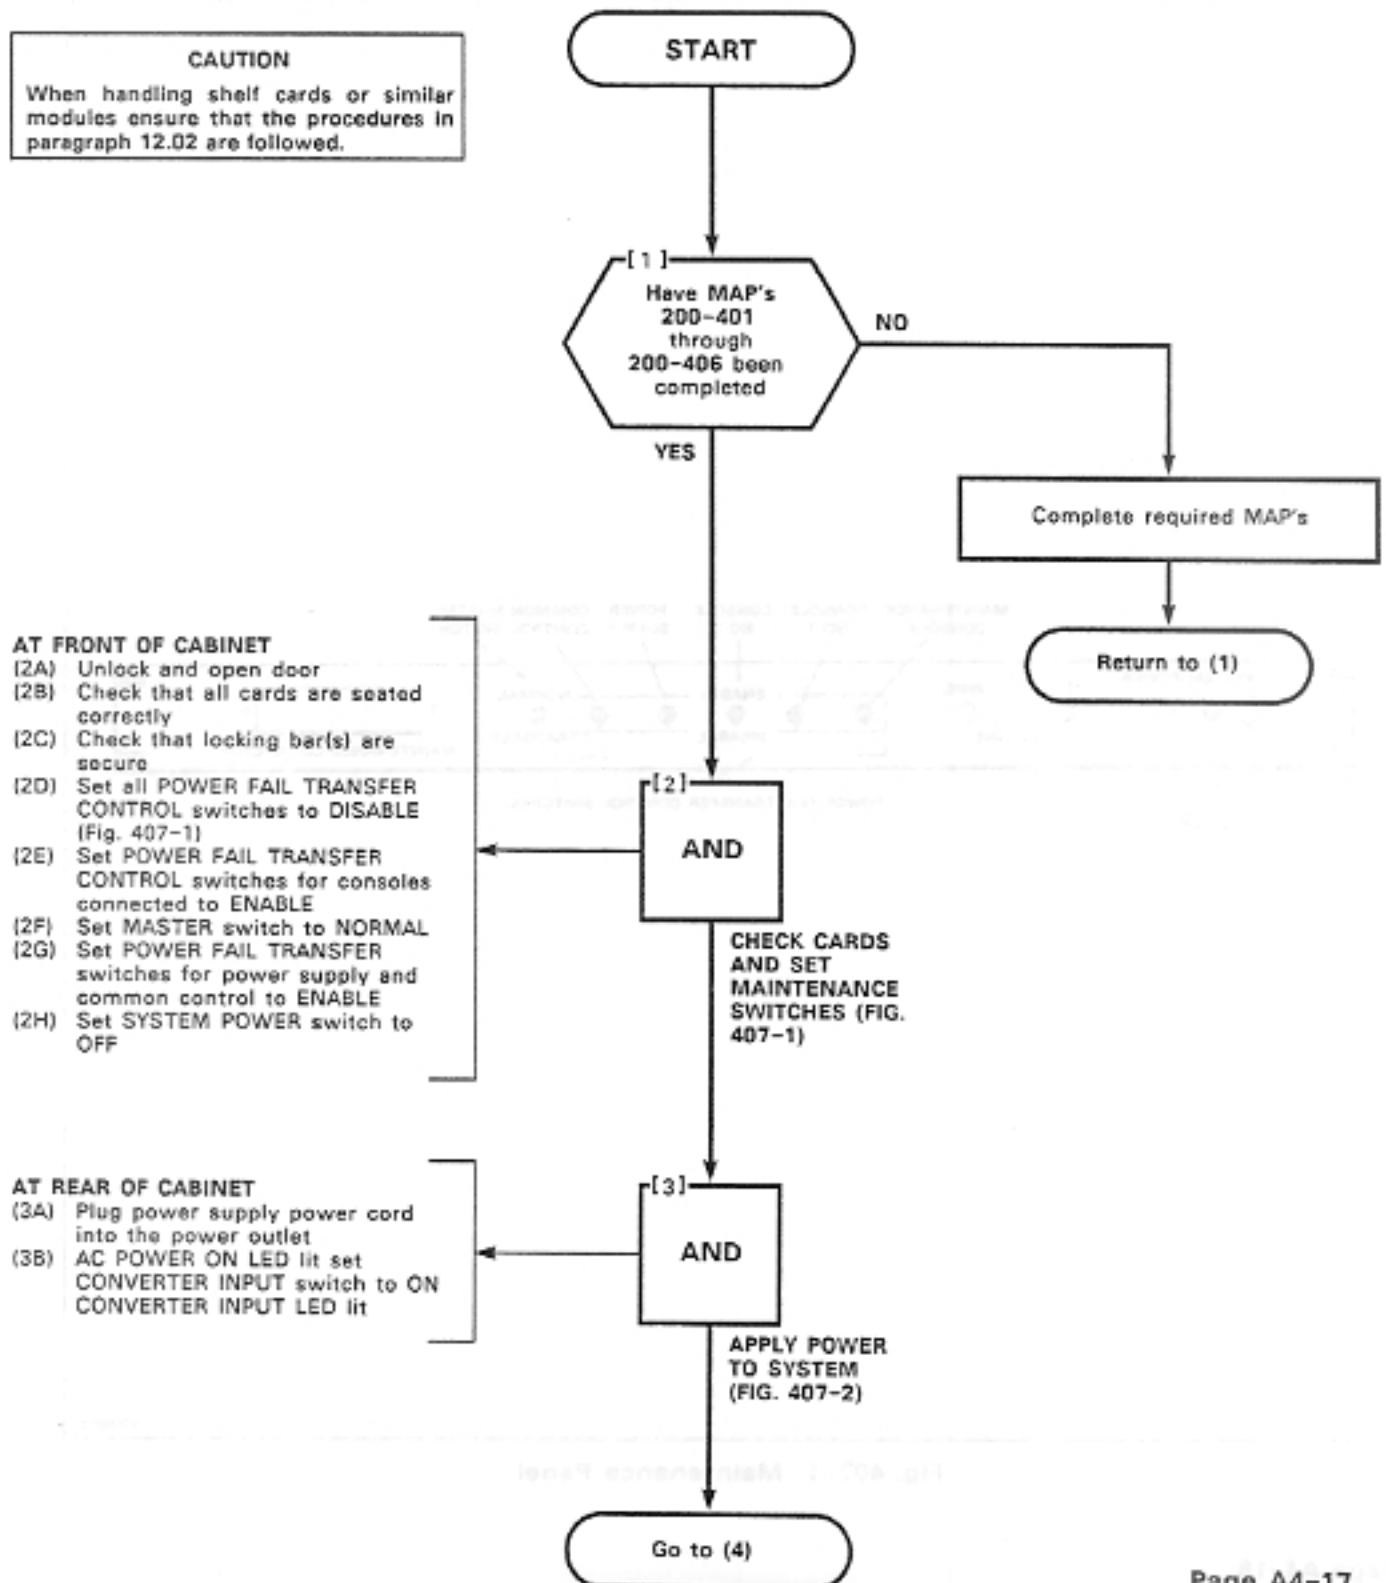 START
CAUTION
When handling shelf cards or similar
modules ensure that the procedures in
paragraph 12.02 are followed.
[ 1 ]
Have MAP's
200-401
through
200-406 been
completed
NO
YES
Complete required MAP's
Return to (1)
AT FRONT OF CABINET
(2A) Unlock and open door
(2B) Check that all cards are seated
correctly
(2C) Check that locking bar(s) are
secure
(2D) Set all POWER FAIL TRANSFER
CONTROL switches to DISABLE
(Fig. 407-1)
(2E) Set POWER FAIL TRANSFER
CONTROL switches for consoles
connected to ENABLE
(2F) Set MASTER switch to NORMAL
(2G) Set POWER FAIL TRANSFER
switches for power supply and
common control to ENABLE
(2H) Set SYSTEM POWER switch to
OFF
[2]
AND
CHECK CARDS
AND SET
MAINTENANCE
SWITCHES (FIG.
407-1)
AT REAR OF CABINET
(3A) Plug power supply power cord
into the power outlet
(3B) AC POWER ON LED lit set
CONVERTER INPUT switch to ON
CONVERTER INPUT LED lit
[3]
AND
APPLY POWER
TO SYSTEM
(FIG. 407-2)
Go to (4)
Page A4-17